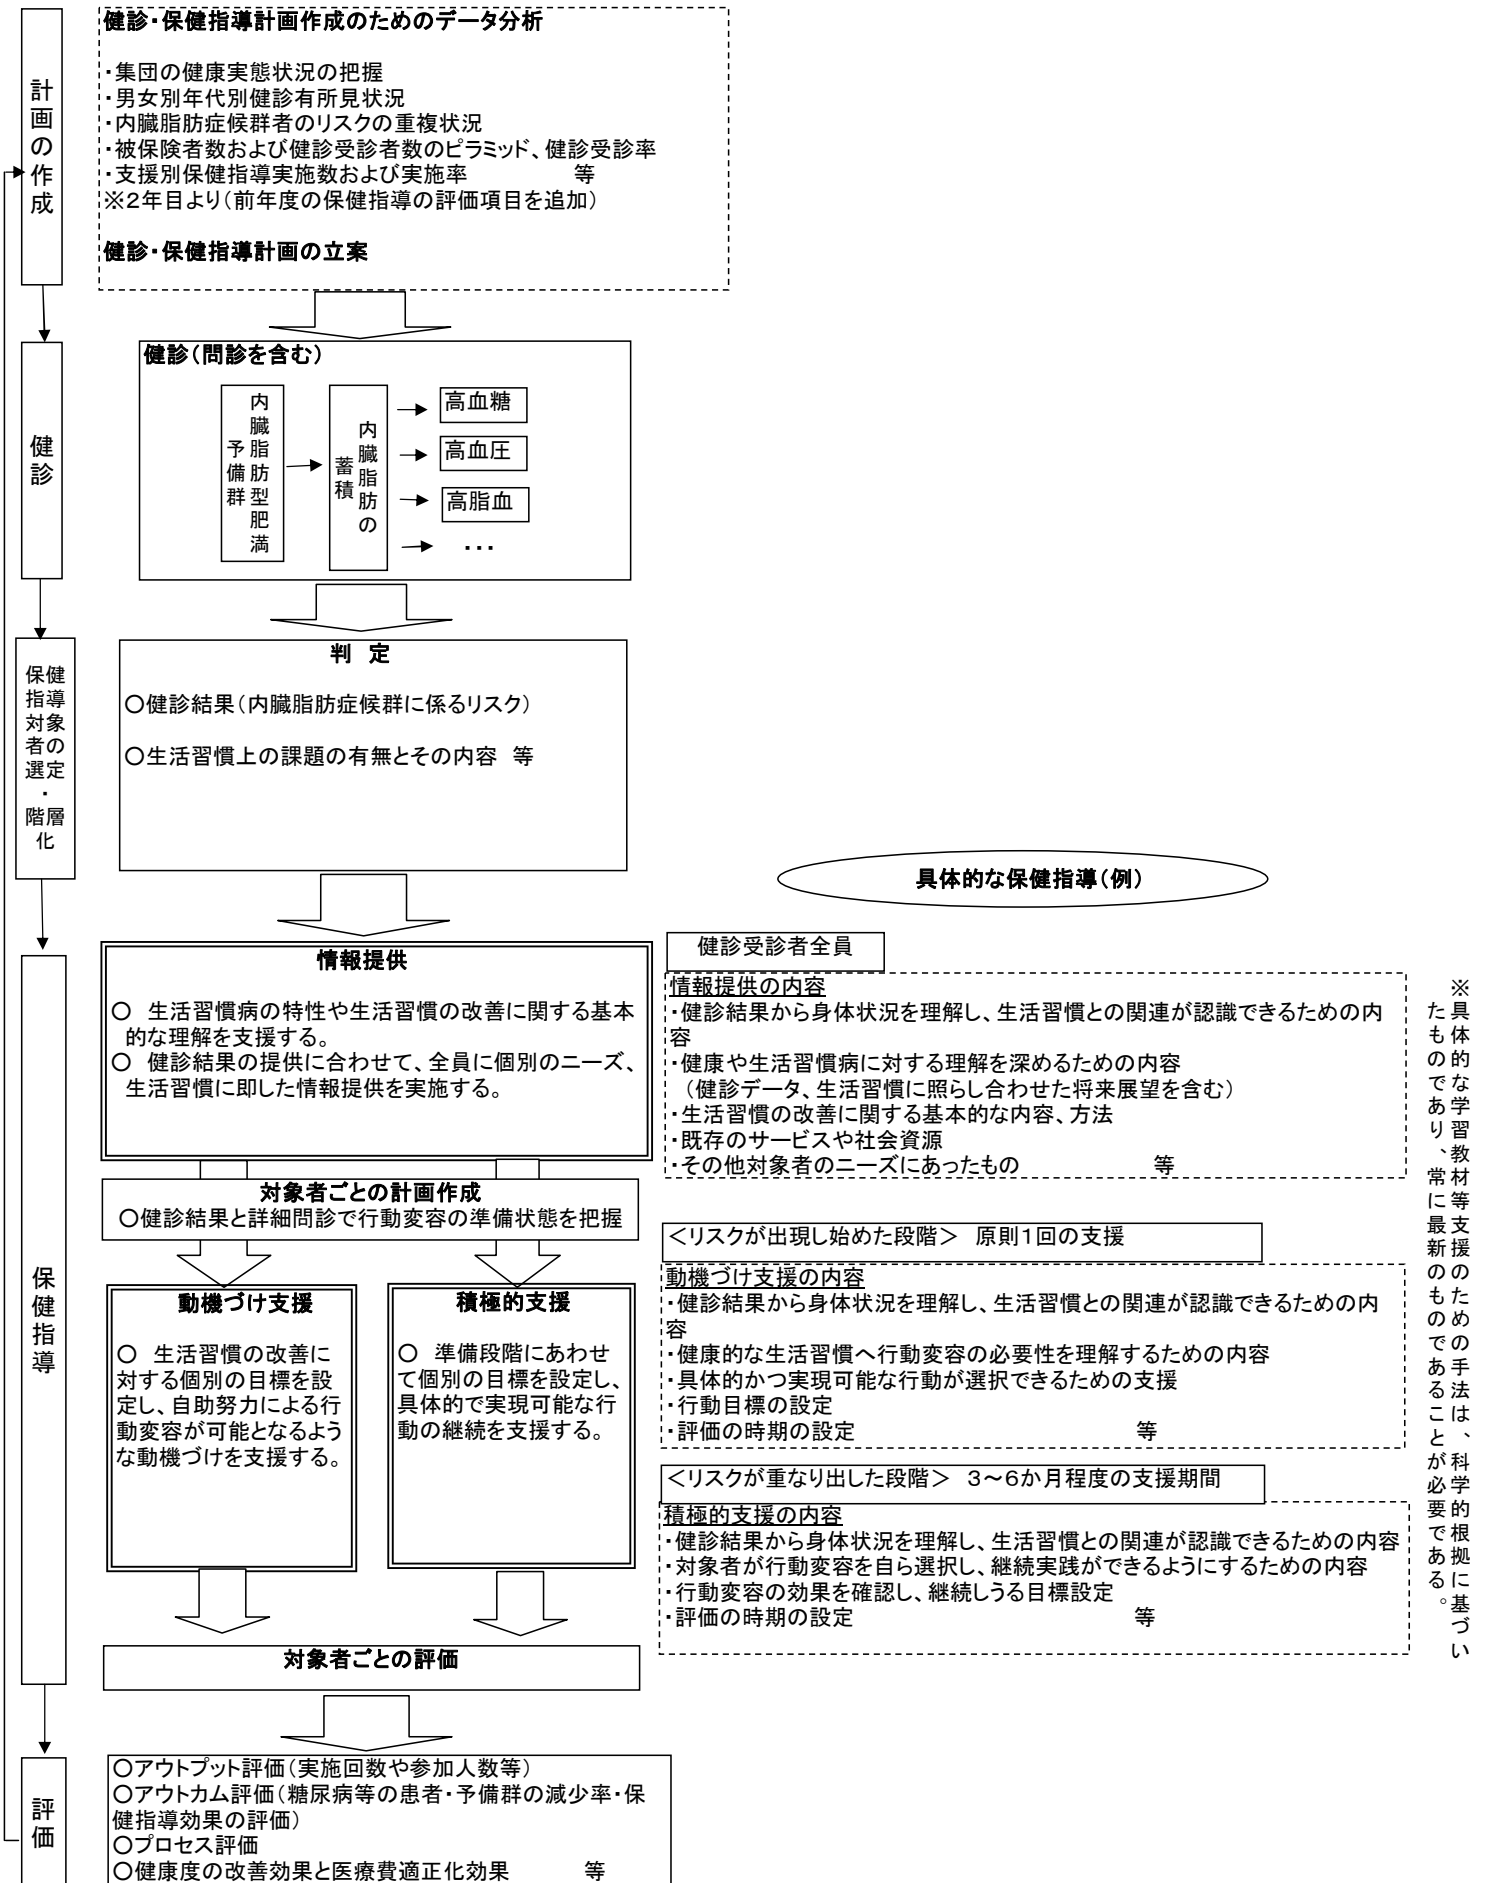 計画の作成
健診・保健指導計画作成のためのデータ分析
・集団の健康実態状況の把握
・男女別年代別健診有所見状況
・内臓脂肪症候群者のリスクの重複状況
・被保険者数および健診受診者数のピラミッド、健診受診率
・支援別保健指導実施数および実施率　　　　　等
※２年目より（前年度の保健指導の評価項目を追加）
健診・保健指導計画の立案
健診
健診（問診を含む）
内臓脂肪型肥満
予備群
内臓脂肪の
蓄積
高血糖
高血圧
高脂血
・・・
保健
指導
対象
者の
選定
・
階層
化
判　定
○健診結果（内臓脂肪症候群に係るリスク）
○生活習慣上の課題の有無とその内容　等
具体的な保健指導（例）
保健指導
情報提供
○　生活習慣病の特性や生活習慣の改善に関する基本
的な理解を支援する。
○　健診結果の提供に合わせて、全員に個別のニーズ、
生活習慣に即した情報提供を実施する。
健診受診者全員
情報提供の内容
・健診結果から身体状況を理解し、生活習慣との関連が認識できるための内
容
・健康や生活習慣病に対する理解を深めるための内容
（健診データ、生活習慣に照らし合わせた将来展望を含む）
・生活習慣の改善に関する基本的な内容、方法
・既存のサービスや社会資源
・その他対象者のニーズにあったもの　　　　　　等
対象者ごとの計画作成
○健診結果と詳細問診で行動変容の準備状態を把握
＜リスクが出現し始めた段階＞　原則１回の支援
動機づけ支援の内容
・健診結果から身体状況を理解し、生活習慣との関連が認識できるための内
容
・健康的な生活習慣へ行動変容の必要性を理解するための内容
・具体的かつ実現可能な行動が選択できるための支援
・行動目標の設定
・評価の時期の設定　　　　　　　　　　　　　等
動機づけ支援
○　生活習慣の改善に
対する個別の目標を設
定し、自助努力による行
動変容が可能となるよう
な動機づけを支援する。
積極的支援
○　準備段階にあわせ
て個別の目標を設定し、
具体的で実現可能な行
動の継続を支援する。
＜リスクが重なり出した段階＞　３～６か月程度の支援期間
積極的支援の内容
・健診結果から身体状況を理解し、生活習慣との関連が認識できるための内容
・対象者が行動変容を自ら選択し、継続実践ができるようにするための内容
・行動変容の効果を確認し、継続しうる目標設定
・評価の時期の設定　　　　　　　　　　　　　等
※具体的な学習教材等支援のための手法は、科学的根拠に基づい
たものであり、常に最新のものであることが必要である。
対象者ごとの評価
評価
○アウトプット評価（実施回数や参加人数等）
○アウトカム評価（糖尿病等の患者・予備群の減少率・保
健指導効果の評価）
○プロセス評価
○健康度の改善効果と医療費適正化効果　　　等